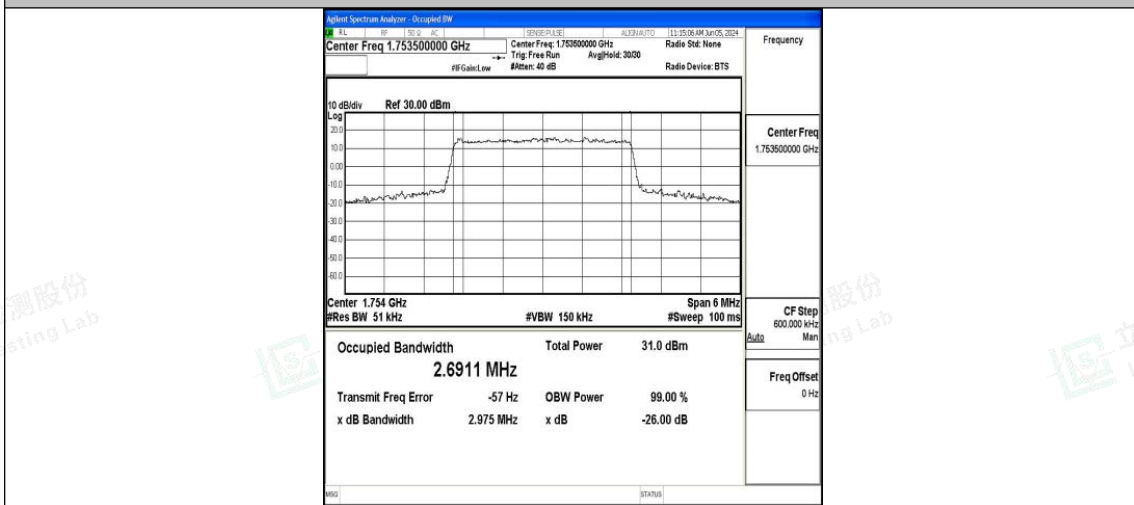 Agilent Spectrum Analyzer - Occupied BW
RL RF 50 Ω AC SENSE:PULSE ALIGN AUTO 11:15:06 AM Jun 05, 2024
Center Freq 1.753500000 GHz
Center Freq: 1.753500000 GHz
Radio Std: None
Trig: Free Run Avg|Hold: 30/30
#IFGain:Low #Atten: 40 dB Radio Device: BTS
Frequency
10 dB/div Ref 30.00 dBm
Log
20.0
10.0
0.00
-10.0
-20.0
-30.0
-40.0
-50.0
-60.0
Center Freq
1.753500000 GHz
Center 1.754 GHz Span 6 MHz
#Res BW 51 kHz #VBW 150 kHz #Sweep 100 ms
CF Step
600.000 kHz
Auto Man
Occupied Bandwidth Total Power 31.0 dBm
2.6911 MHz
Transmit Freq Error -57 Hz OBW Power 99.00 %
x dB Bandwidth 2.975 MHz x dB -26.00 dB
Freq Offset
0 Hz
MSG STATUS
测股份
sting Lab
股份
ng Lab
立